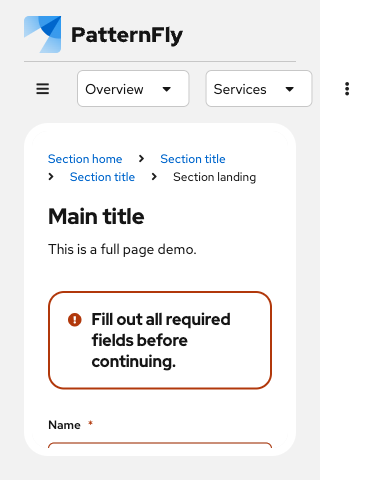 PatternFly
Overview Services
Section home Section title
Section title Section landing
Main title
This is a full page demo.
Fill out all required
fields before
continuing.
Name *